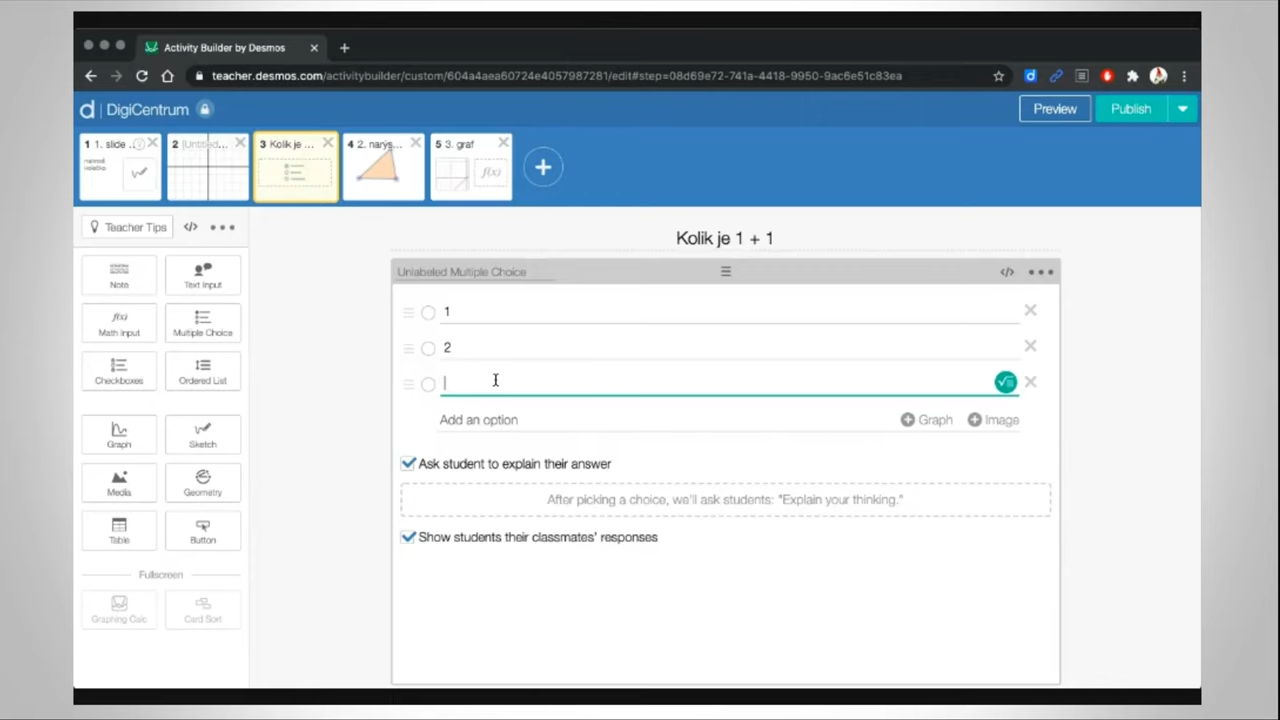 Activity Builder by Desmos
teacher.desmos.com/activitybuilder/custom/604a4aea60724e4057987281/edit#step=08d69e72-741a-4418-9950-9ac6e51c83ea
d | DigiCentrum
Preview
Publish
1 1. slide ...
2 [Untitled...
3 Kolik je ...
4 2. narys...
5 3. graf
f(x)
Teacher Tips
</>
Kolik je 1 + 1
Unlabeled Multiple Choice
</>
Note
Text Input
1
f(x)
Math Input
Multiple Choice
2
Checkboxes
Ordered List
Add an option
Graph
Image
Graph
Sketch
Ask student to explain their answer
Media
Geometry
After picking a choice, we'll ask students: "Explain your thinking."
Table
Button
Show students their classmates' responses
Fullscreen
Graphing Calc
Card Sort